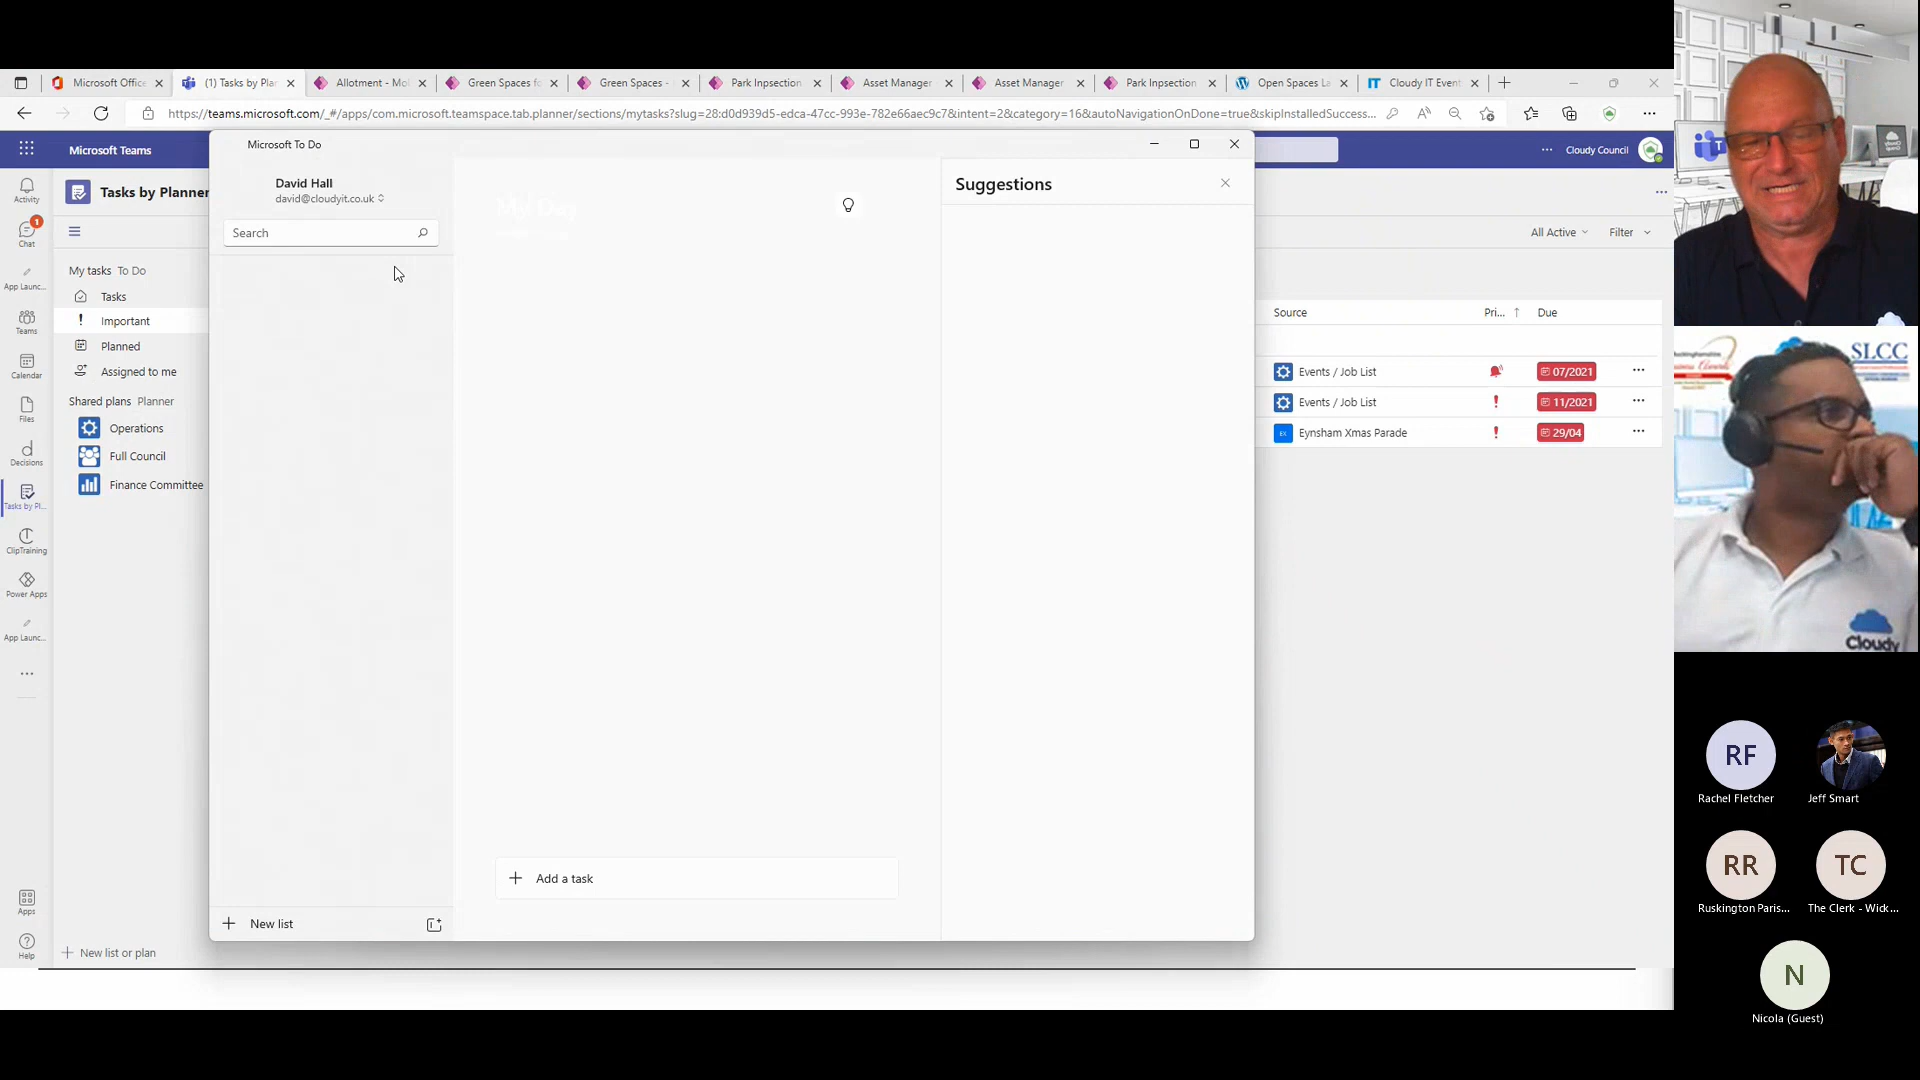 Microsoft Office
(1) Tasks by Pla
Allotment - Mo
Green Spaces fo
Green Spaces -
Park Inpsection
Asset Manager
Asset Manager
Park Inpsection
Open Spaces La
Cloudy IT Event
https://teams.microsoft.com/_#/apps/com.microsoft.teamspace.tab.planner/sections/mytasks?slug=28:d0d939d5-edca-47cc-993e-782e66aec9c7&intent=2&category=16&autoNavigationOnDone=true&skipInstalledSuccess...
Microsoft Teams
Cloudy Council
Activity
1
Chat
App Launc...
Teams
Calendar
Files
Decisions
Tasks by Pl...
ClipTraining
Power Apps
App Launc...
Apps
Help
Tasks by Planner
My tasks To Do
Tasks
Important
Planned
Assigned to me
Shared plans Planner
Operations
Full Council
Finance Committee
New list or plan
Microsoft To Do
David Hall
david@cloudyit.co.uk
Search
New list
My Day
Add a task
Suggestions
All Active
Filter
Source
Pri...
Due
Events / Job List
07/2021
Events / Job List
11/2021
EX
Eynsham Xmas Parade
29/04
T
SLCC
Cloudy
RF
Rachel Fletcher
Jeff Smart
RR
Ruskington Paris...
TC
The Clerk - Wick...
N
Nicola (Guest)